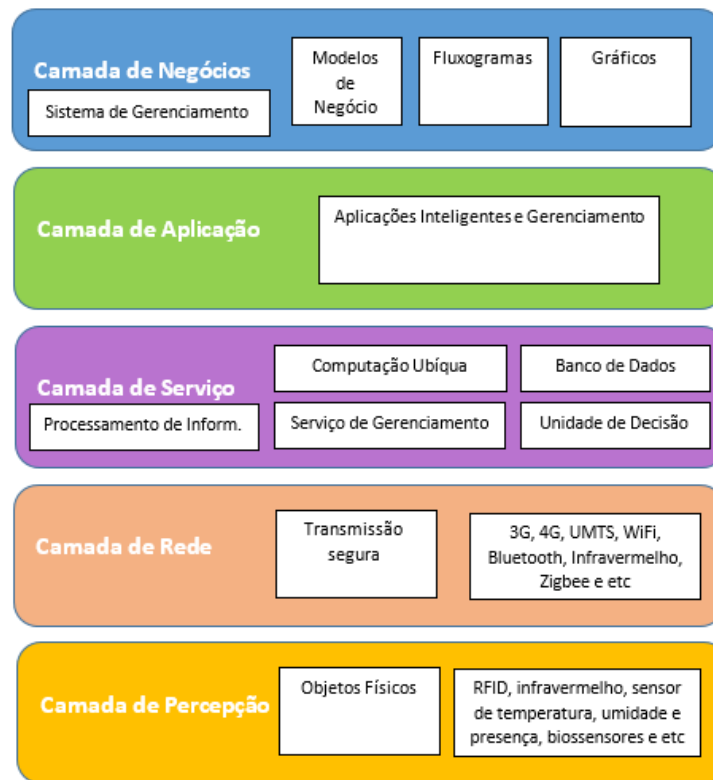 Camada de Negócios
Sistema de Gerenciamento
Modelos
de
Negócio
Fluxogramas
Gráficos
Camada de Aplicação
Aplicações Inteligentes e Gerenciamento
Camada de Serviço
Processamento de Inform.
Computação Ubíqua
Banco de Dados
Serviço de Gerenciamento
Unidade de Decisão
Camada de Rede
Transmissão
segura
3G, 4G, UMTS, WiFi,
Bluetooth, Infravermelho,
Zigbee e etc
Camada de Percepção
Objetos Físicos
RFID, infravermelho, sensor
de temperatura, umidade e
presença, biossensores e etc